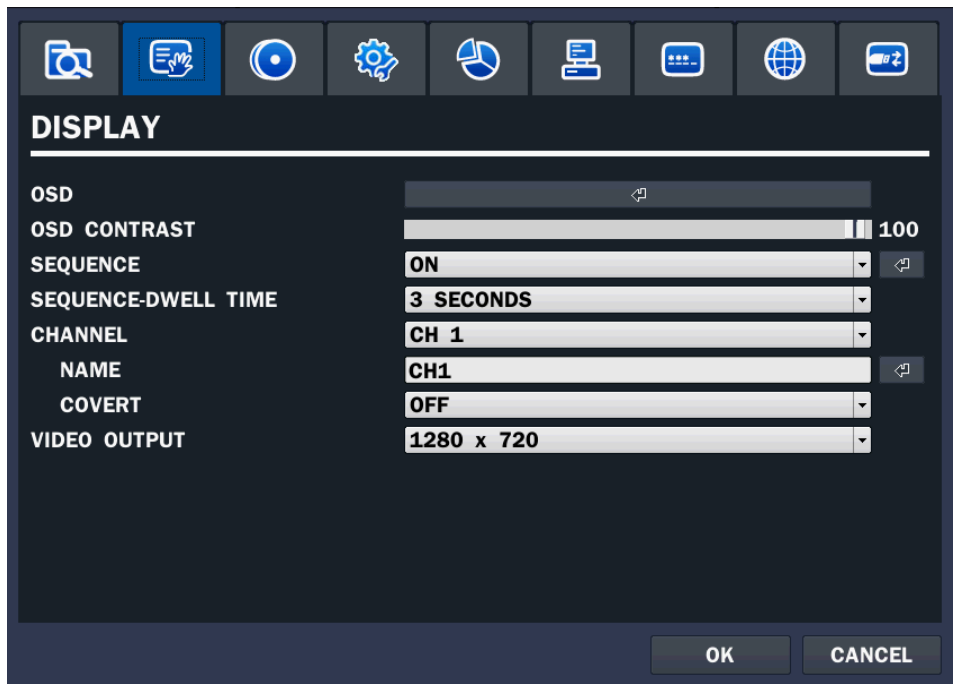 DISPLAY
OSD
OSD CONTRAST 100
SEQUENCE ON
SEQUENCE-DWELL TIME 3 SECONDS
CHANNEL CH 1
NAME CH1
COVERT OFF
VIDEO OUTPUT 1280 x 720
OK CANCEL